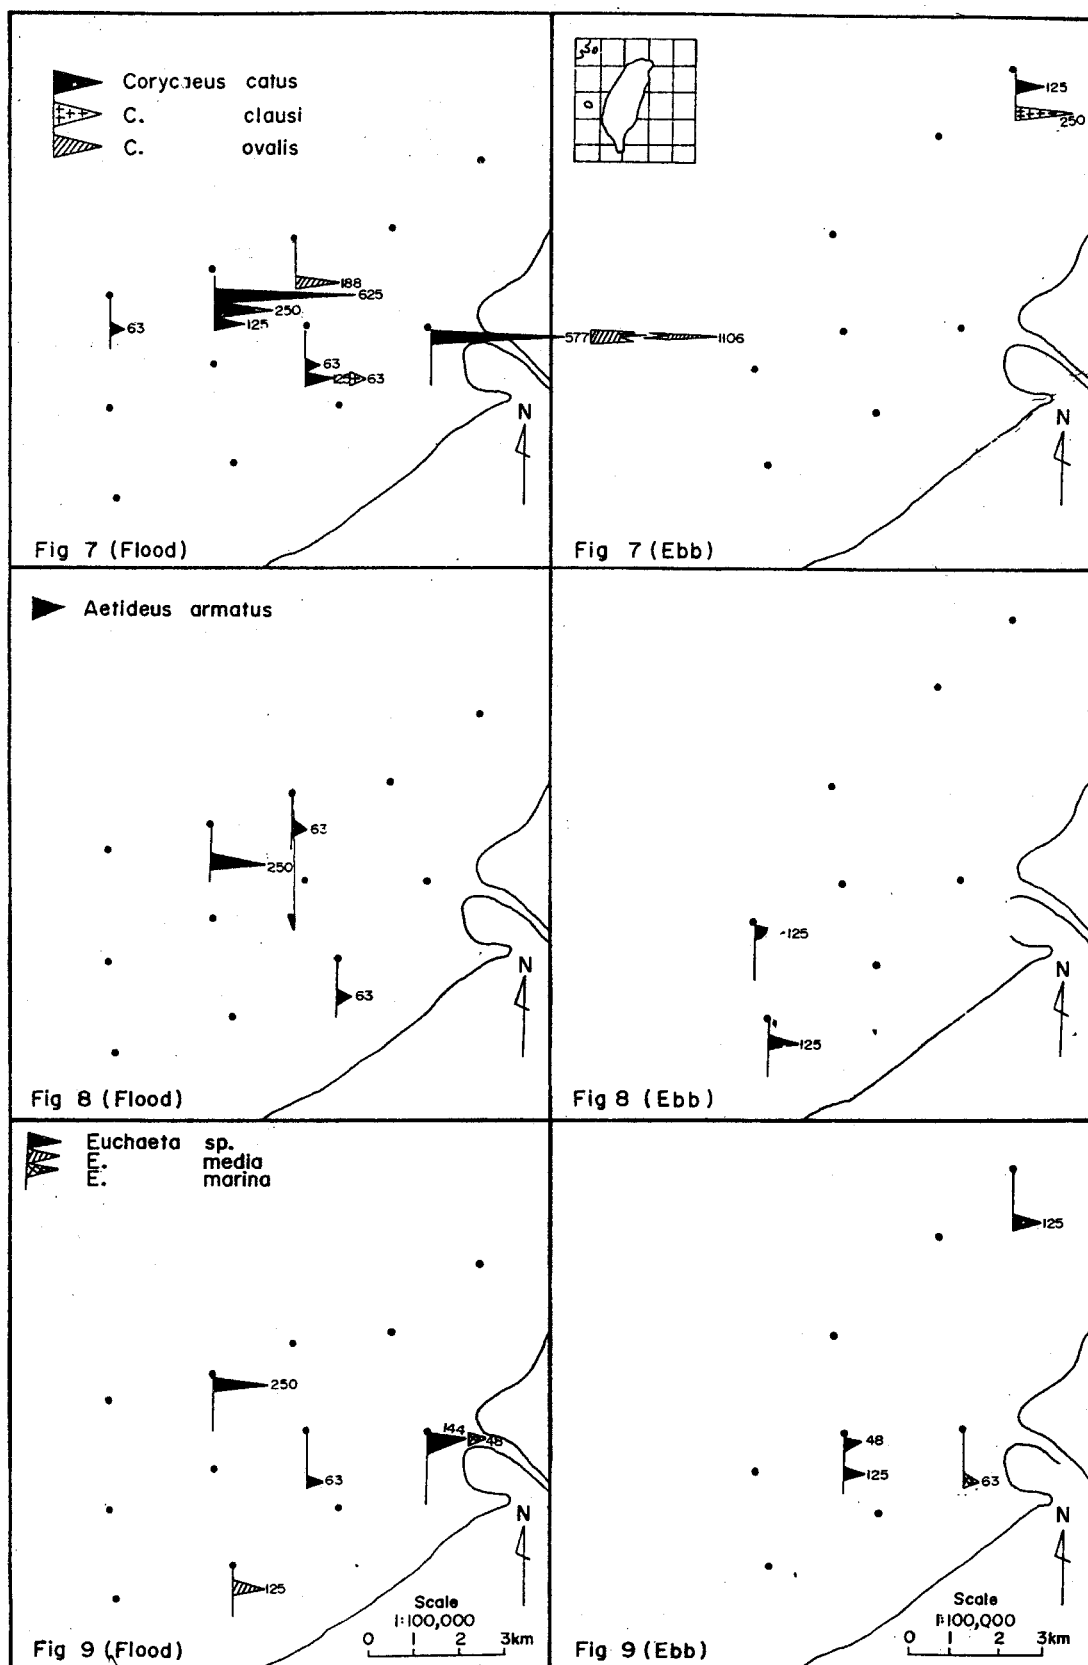 Corycaeus catus
C. clausi
C. ovalis
188
625
250
125
63
63
125 63
577
1106
N
Fig 7 (Flood)
125
250
N
Fig 7 (Ebb)
Aetideus armatus
63
250
63
N
Fig 8 (Flood)
125
125
N
Fig 8 (Ebb)
Euchaeta sp.
E. media
E. marina
250
144
48
63
125
N
Scale
1:100,000
0 1 2 3km
Fig 9 (Flood)
125
48
125
63
N
Scale
1:100,000
0 1 2 3km
Fig 9 (Ebb)